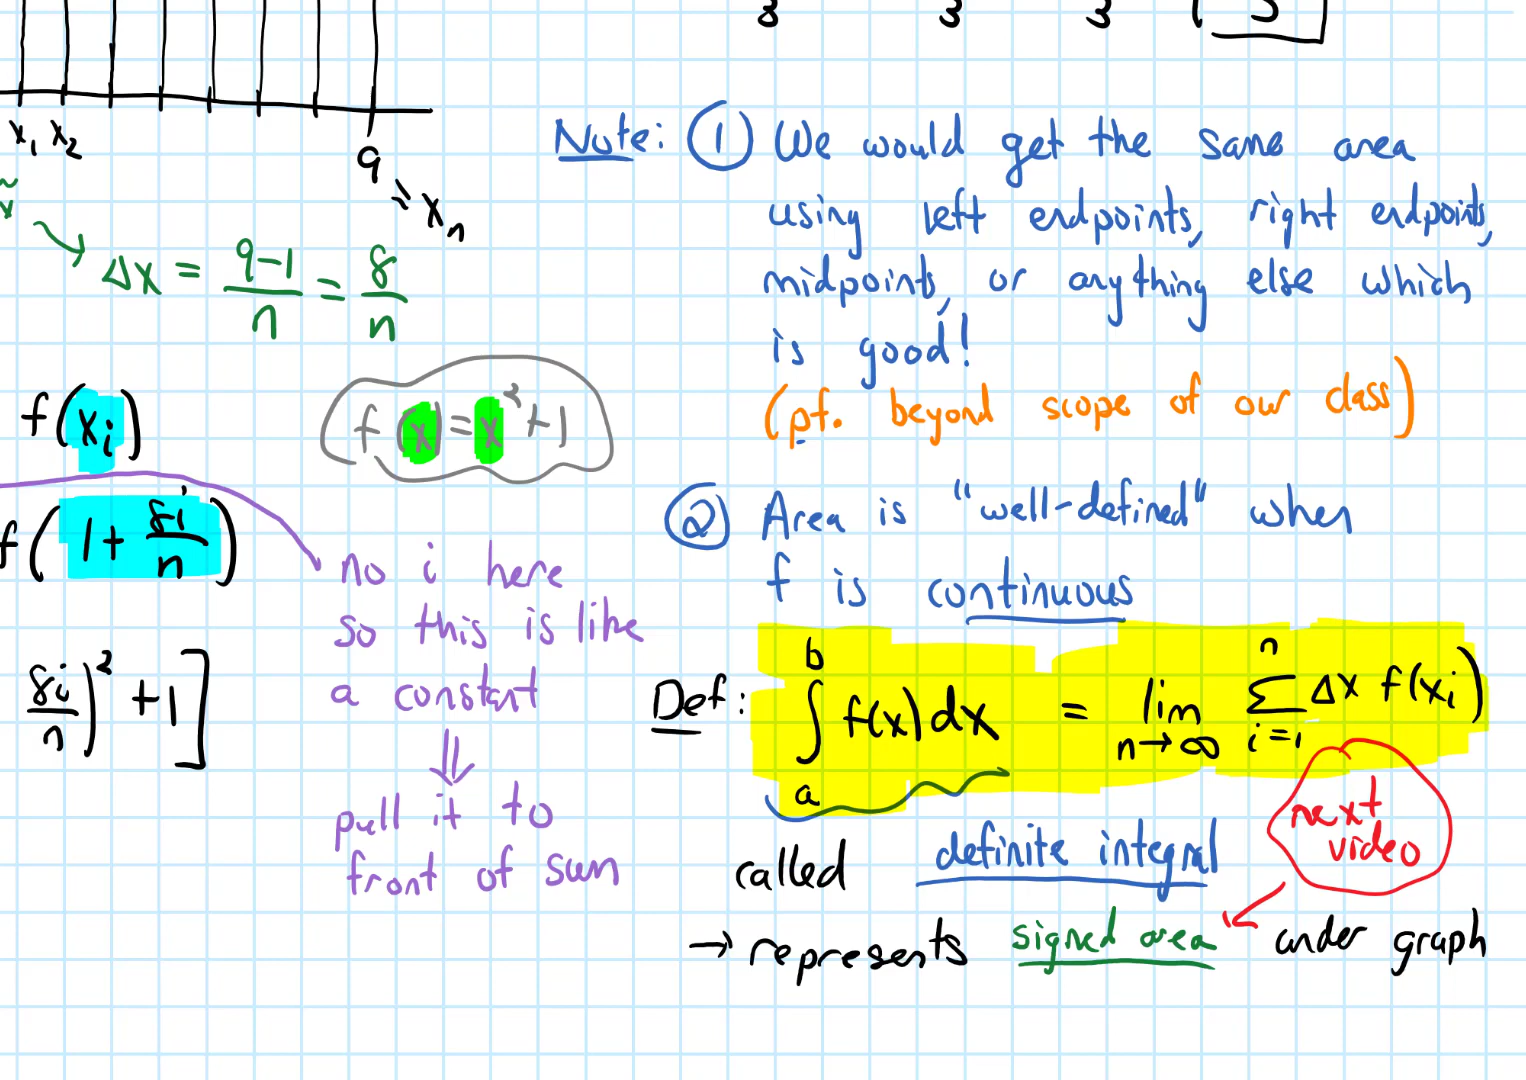 x₁ x₂
9
= xₙ
Δx = (9-1)/n = 8/n
f(xᵢ)
f(x) = x² + 1
f(1 + 8i/n)
8i/n)² + 1]
no i here
so this is like
a constant
⇓
pull it to
front of sum
3 3 3
Note: ① We would get the same area
using left endpoints, right endpoints,
midpoints, or anything else which
is good!
(pf. beyond scope of our class)
② Area is "well-defined" when
f is continuous
Def: ∫ₐᵇ f(x) dx = lim n→∞ Σ i=1 n Δx f(xᵢ)
next
video
called definite integral
→ represents signed area under graph